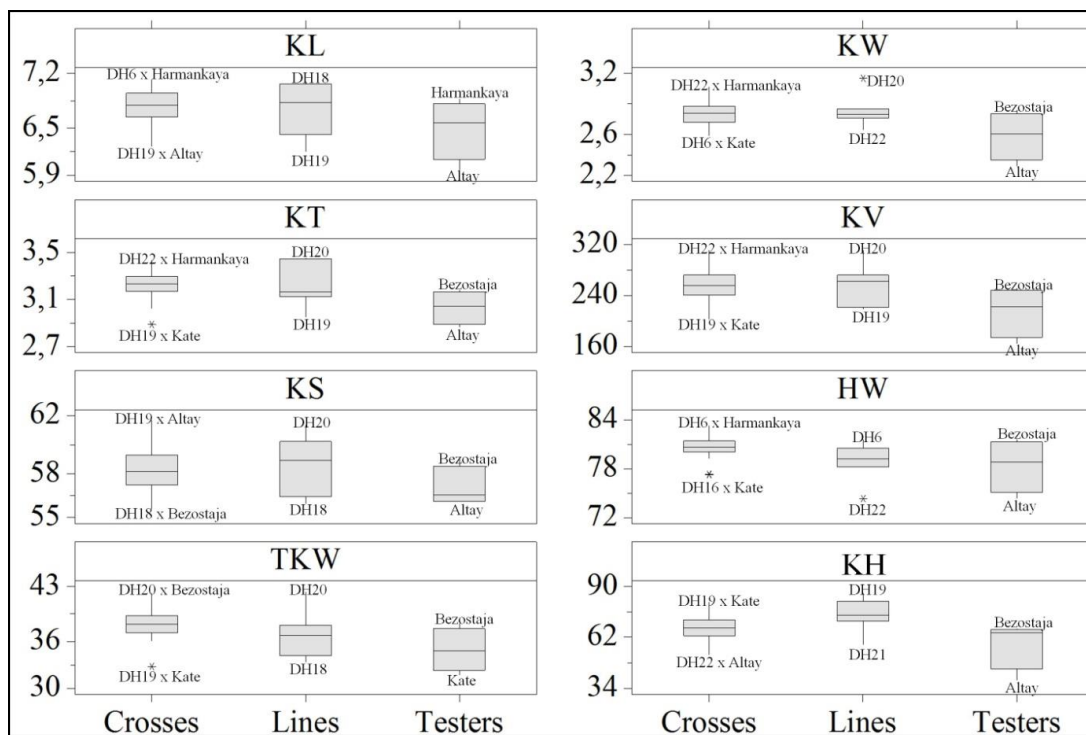 KL
7,2
6,5
5,9
DH6 x Harmankaya
DH19 x Altay
DH18
DH19
Harmankaya
Altay
KW
3,2
2,6
2,2
DH22 x Harmankaya
DH6 x Kate
*DH20
DH22
Bezostaja
Altay
KT
3,5
3,1
2,7
DH22 x Harmankaya
*
DH19 x Kate
DH20
DH19
Bezostaja
Altay
KV
320
240
160
DH22 x Harmankaya
DH19 x Kate
DH20
DH19
Bezostaja
Altay
KS
62
58
55
DH19 x Altay
DH18 x Bezostaja
DH20
DH18
Bezostaja
Altay
HW
84
78
72
DH6 x Harmankaya
*
DH16 x Kate
DH6
*
DH22
Bezostaja
Altay
TKW
43
36
30
DH20 x Bezostaja
*
DH19 x Kate
DH20
DH18
Bezostaja
Kate
KH
90
62
34
DH19 x Kate
DH22 x Altay
DH19
DH21
Bezostaja
Altay
Crosses Lines Testers
Crosses Lines Testers